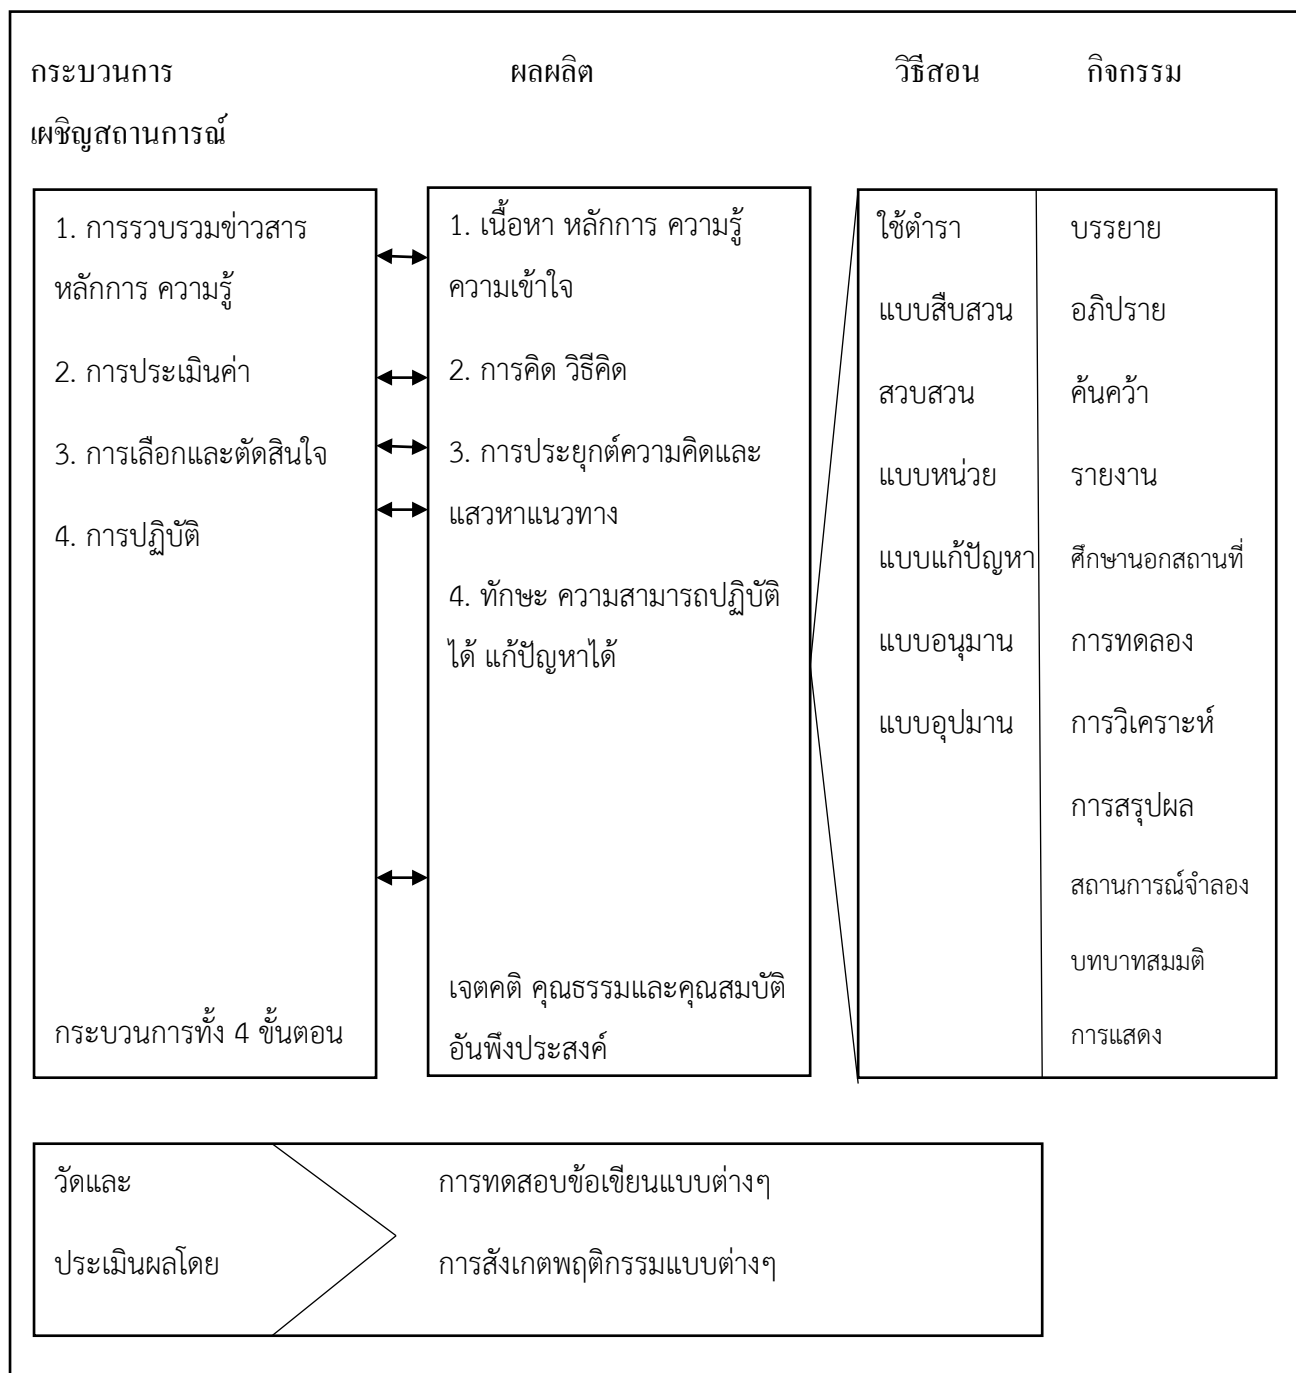 กระบวนการ
เผชิญสถานการณ์
ผลผลิต
วิธีสอน
กิจกรรม
1. การรวบรวมข่าวสาร
หลักการ ความรู้
2. การประเมินค่า
3. การเลือกและตัดสินใจ
4. การปฏิบัติ
กระบวนการทั้ง 4 ขั้นตอน
1. เนื้อหา หลักการ ความรู้
ความเข้าใจ
2. การคิด วิธีคิด
3. การประยุกต์ความคิดและ
แสวหาแนวทาง
4. ทักษะ ความสามารถปฏิบัติ
ได้ แก้ปัญหาได้
เจตคติ คุณธรรมและคุณสมบัติ
อันพึงประสงค์
ใช้ตำรา
แบบสืบสวน
สวบสวน
แบบหน่วย
แบบแก้ปัญหา
แบบอนุมาน
แบบอุปมาน
บรรยาย
อภิปราย
ค้นคว้า
รายงาน
ศึกษานอกสถานที่
การทดลอง
การวิเคราะห์
การสรุปผล
สถานการณ์จำลอง
บทบาทสมมติ
การแสดง
วัดและ
ประเมินผลโดย
การทดสอบข้อเขียนแบบต่างๆ
การสังเกตพฤติกรรมแบบต่างๆ